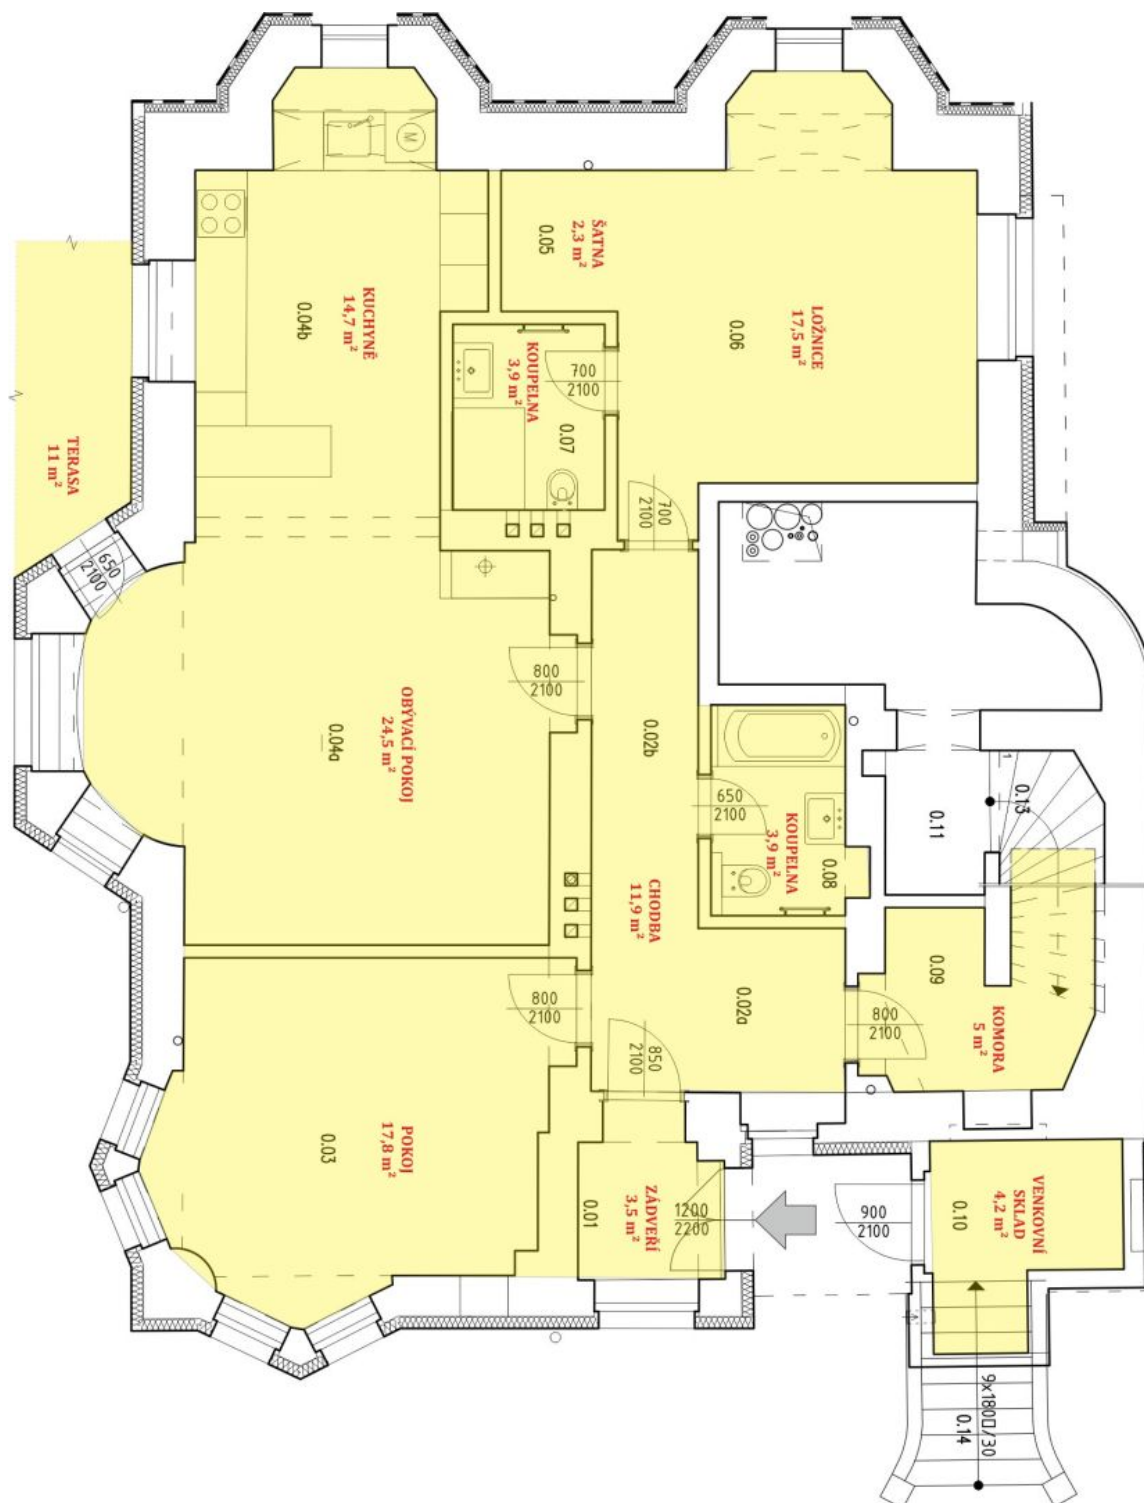 M
ŠATNA
2,3 m²
0.05
KUCHYNĚ
14,7 m²
0.04b
LOŽNICE
17,5 m²
0.06
KOUPELNA
3,9 m²
700
2100
0.07
TERASA
11 m²
700
2100
650
2100
800
2100
OBÝVACÍ POKOJ
24,5 m²
0.04a
0.02b
650
2100
KOUPELNA
3,9 m²
0.08
0.11
1
0.13
CHODBA
11,9 m²
0.09
0.02a
800
2100
850
2100
800
2100
KOMORA
5 m²
POKOJ
17,8 m²
0.03
ZÁDVEŘÍ
3,5 m²
0.01
1200
2200
900
2100
VENKOVNÍ
SKLAD
4,2 m²
0.10
9x180/30
0.14